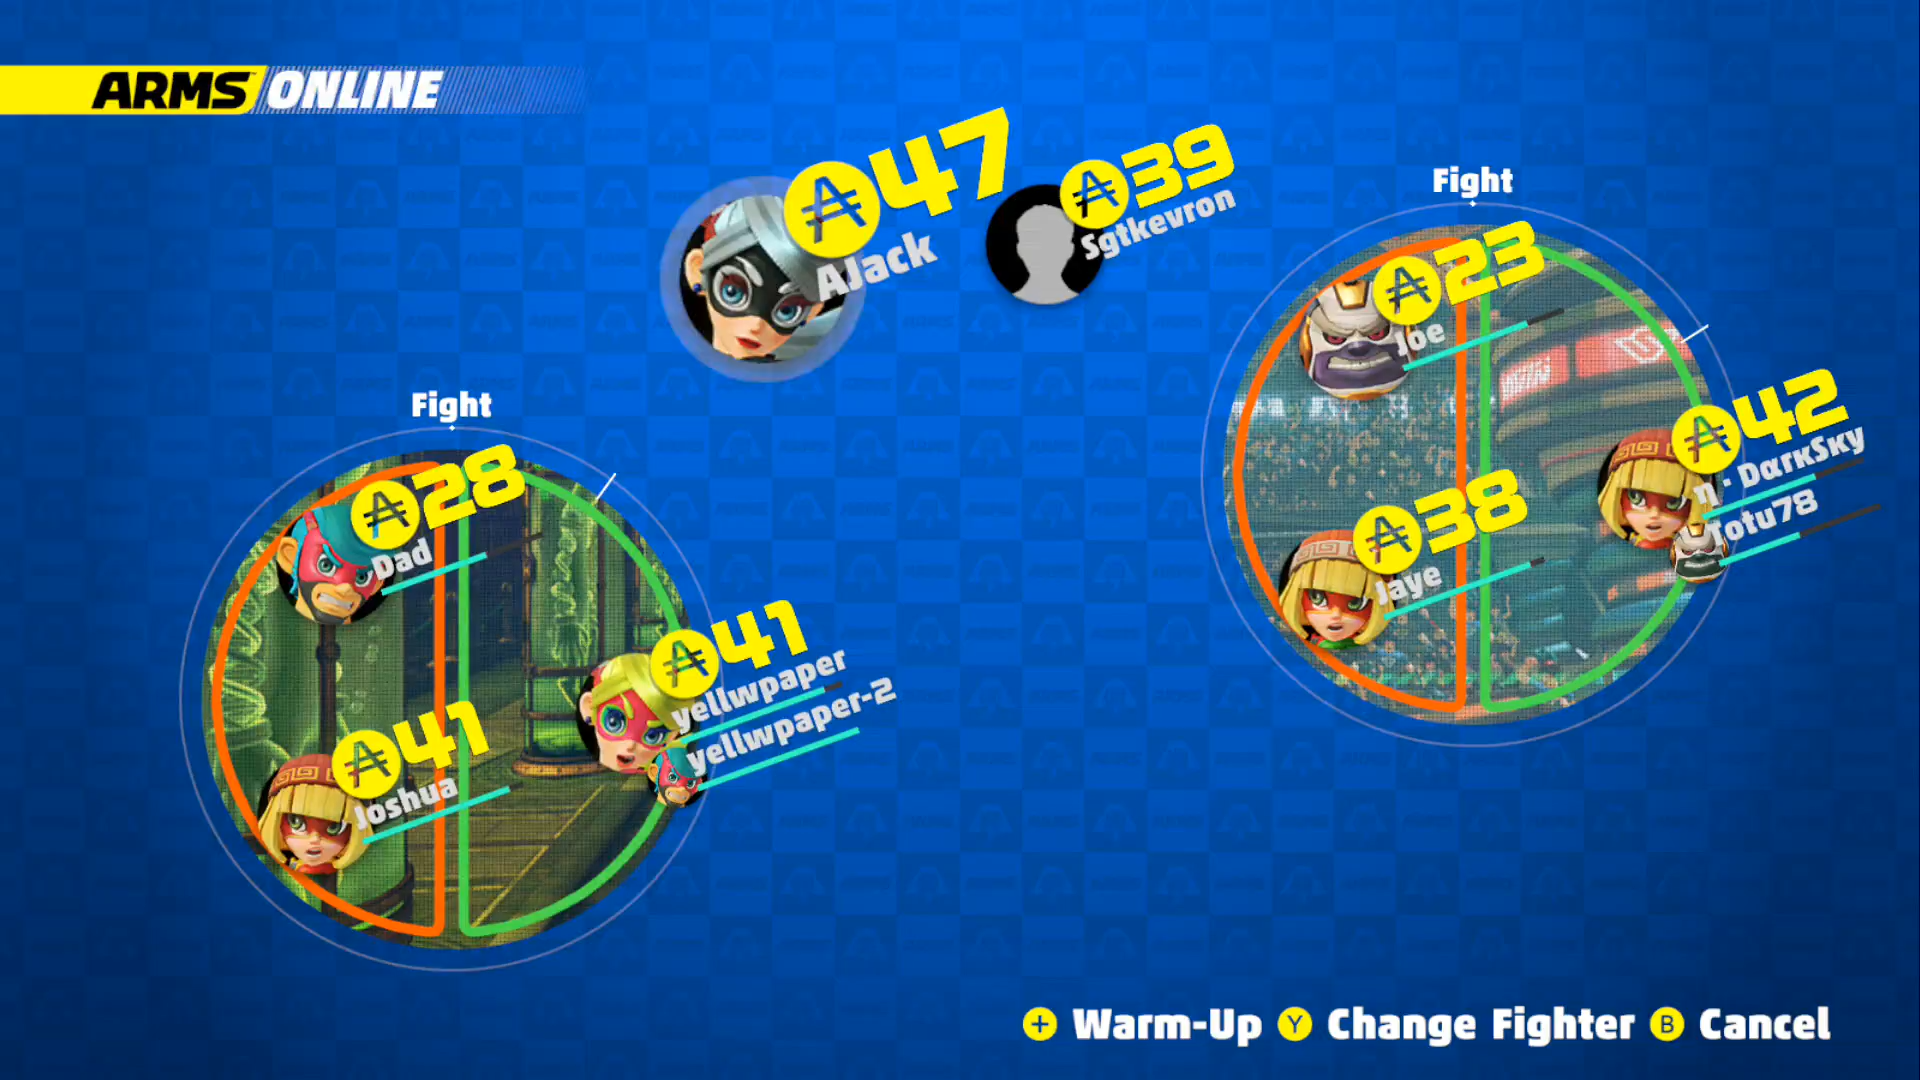 ARMS ONLINE
47
AJack
39
Sgtkevron
Fight
23
Joe
42
η・DαrкSky
Totu78
38
Jaye
Fight
28
Dad
41
yellwpaper
yellwpaper-2
41
Joshua
+ Warm-Up Y Change Fighter B Cancel